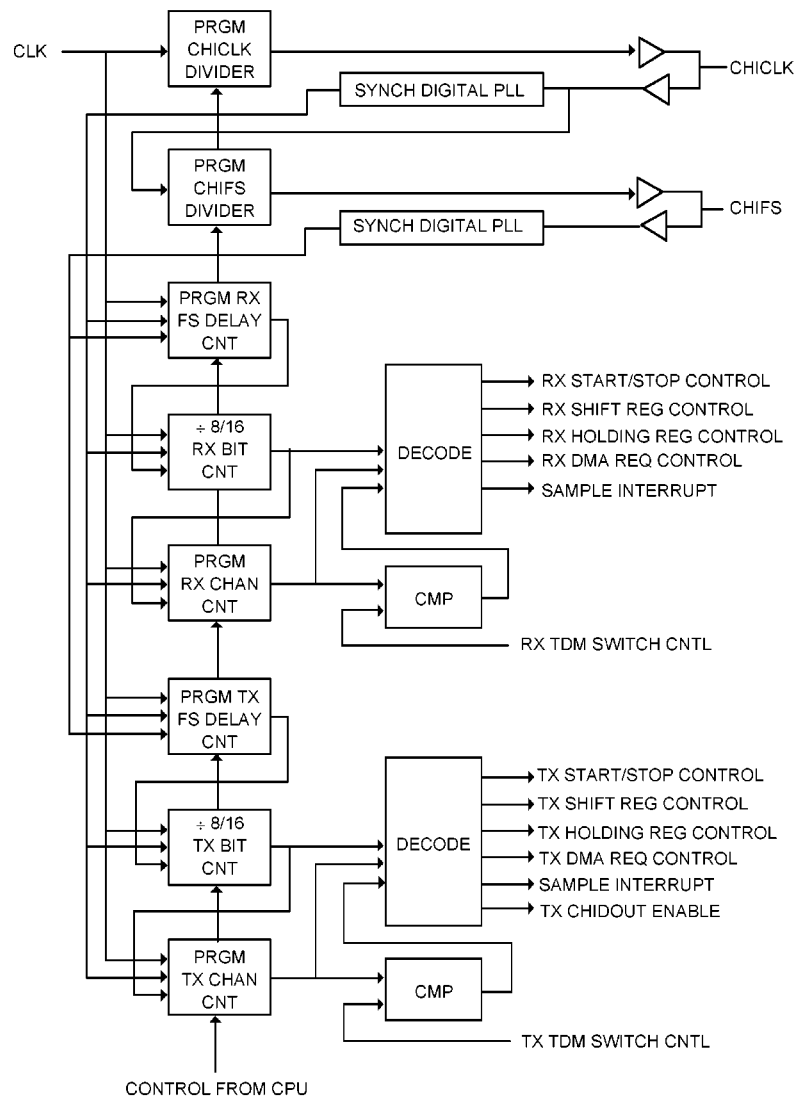 CLK
PRGM
CHICLK
DIVIDER
CHICLK
SYNCH DIGITAL PLL
PRGM
CHIFS
DIVIDER
CHIFS
SYNCH DIGITAL PLL
PRGM RX
FS DELAY
CNT
÷ 8/16
RX BIT
CNT
DECODE
RX START/STOP CONTROL
RX SHIFT REG CONTROL
RX HOLDING REG CONTROL
RX DMA REQ CONTROL
SAMPLE INTERRUPT
PRGM
RX CHAN
CNT
CMP
RX TDM SWITCH CNTL
PRGM TX
FS DELAY
CNT
÷ 8/16
TX BIT
CNT
DECODE
TX START/STOP CONTROL
TX SHIFT REG CONTROL
TX HOLDING REG CONTROL
TX DMA REQ CONTROL
SAMPLE INTERRUPT
TX CHIDOUT ENABLE
PRGM
TX CHAN
CNT
CMP
TX TDM SWITCH CNTL
CONTROL FROM CPU